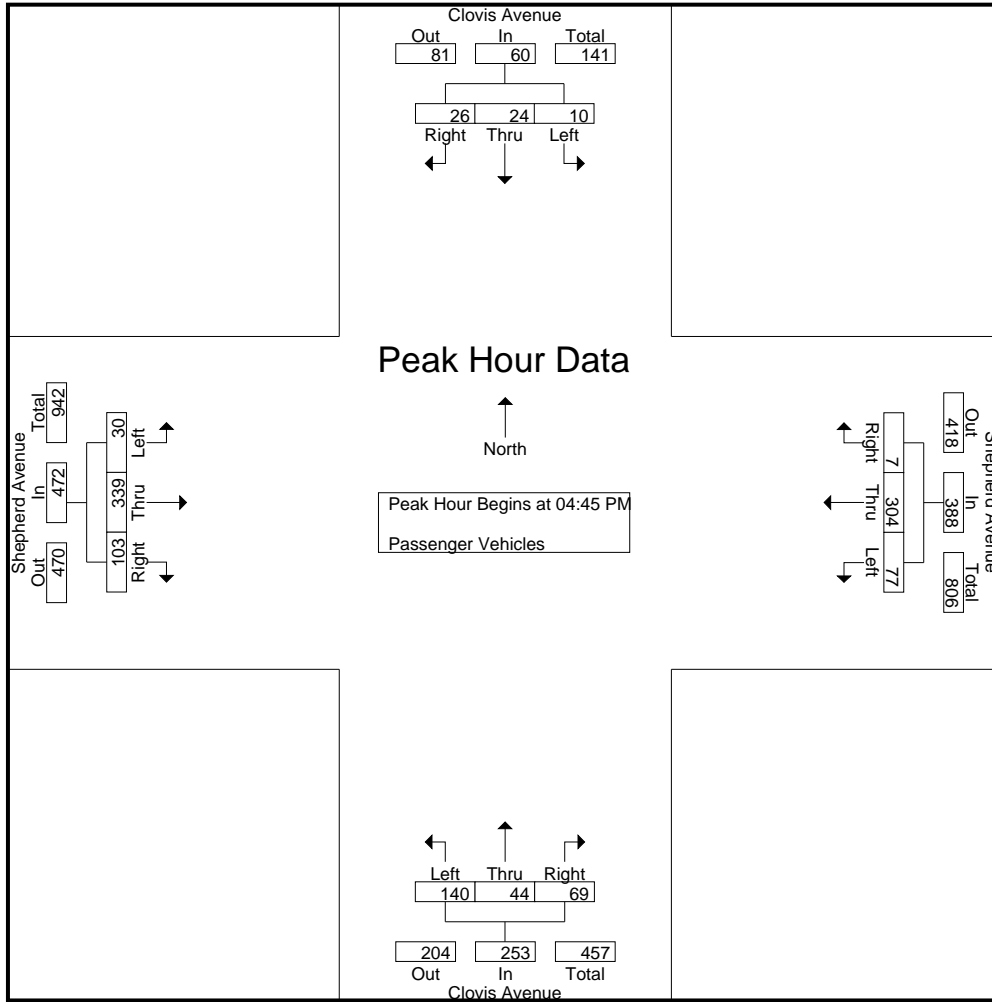 Clovis Avenue
Out In Total
81 60 141
26 24 10
Right Thru Left
Peak Hour Data
North
Peak Hour Begins at 04:45 PM
Passenger Vehicles
Shepherd Avenue
Out In Total
470 472 942
30 339 103
Left Thru Right
Shepherd Avenue
Out In Total
418 388 806
7 304 77
Right Thru Left
Left Thru Right
140 44 69
204 253 457
Out In Total
Clovis Avenue